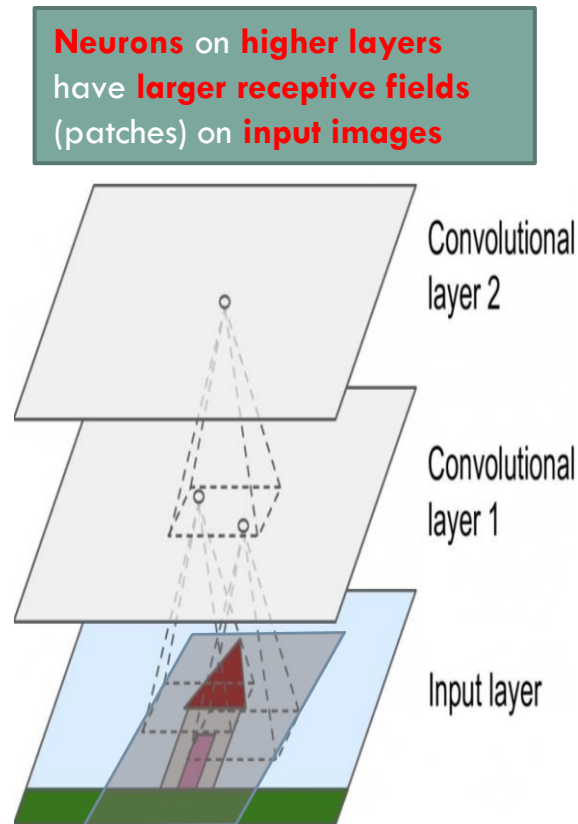 Neurons on higher layers
have larger receptive fields
(patches) on input images
Convolutional
layer 2
Convolutional
layer 1
Input layer